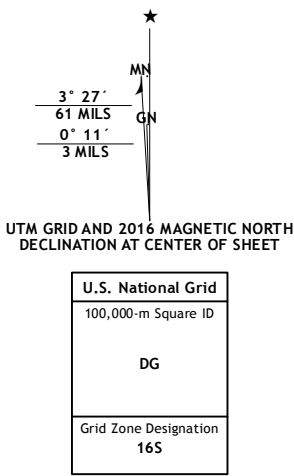 ★
MN
3° 27´
61 MILS
GN
0° 11´
3 MILS
UTM GRID AND 2016 MAGNETIC NORTH
DECLINATION AT CENTER OF SHEET
U.S. National Grid
100,000-m Square ID
DG
Grid Zone Designation
16S